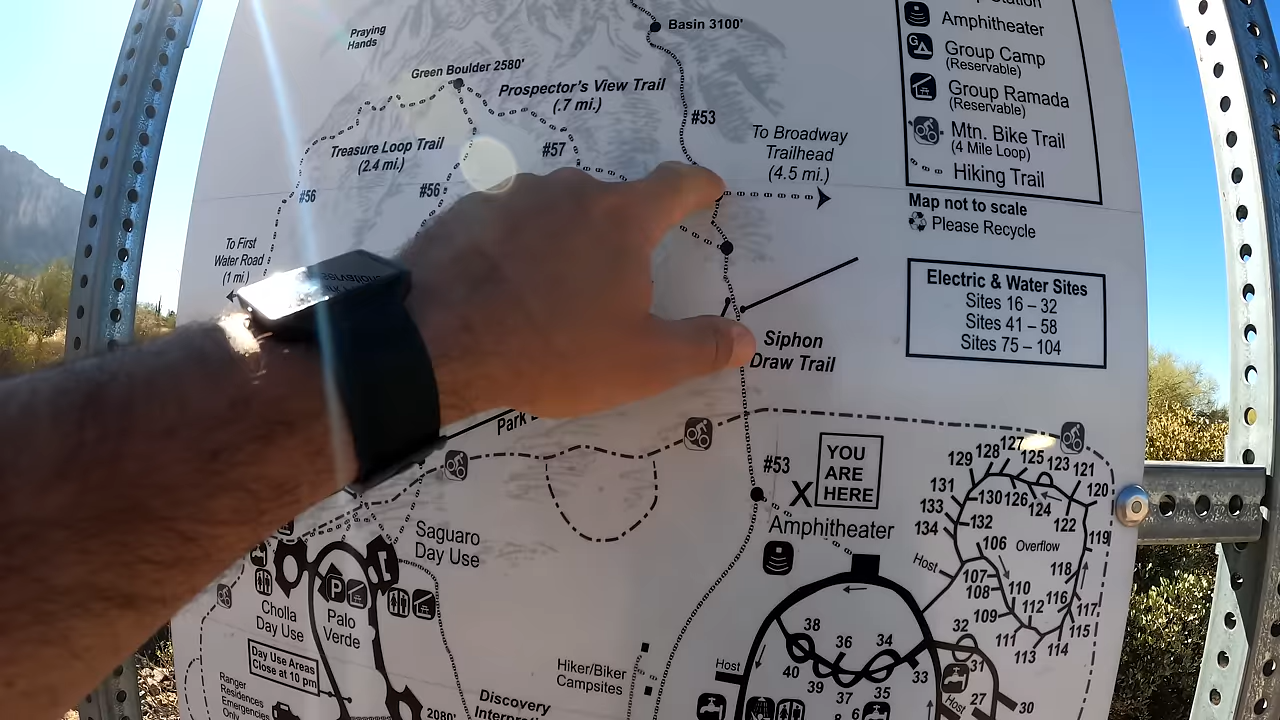 Basin 3100'
Praying
Hands
Green Boulder 2580'
Prospector's View Trail
(.7 mi.)
#53
Treasure Loop Trail
(2.4 mi.)
#57
To Broadway
Trailhead
(4.5 mi.)
#56
#56
To First
Water Road
(1 mi.)
Amphitheater
Group Camp
(Reservable)
Group Ramada
(Reservable)
Mtn. Bike Trail
(4 Mile Loop)
Hiking Trail
Map not to scale
Please Recycle
Electric & Water Sites
Sites 16 – 32
Sites 41 – 58
Sites 75 – 104
Siphon
Draw Trail
Park
#53
YOU
ARE
HERE
X
Amphitheater
Saguaro
Day Use
Cholla
Day Use
P
Palo
Verde
Day Use Areas
Close at 10 pm
Ranger
Residences
Emergencies
Only
2080'
Discovery
Hiker/Biker
Campsites
129
128
127
125
123
121
131
130
126
124
120
133
134
132
122
119
106
Overflow
Host
107
108
110
118
109
112
116
117
111
115
113
114
38
36
34
32
40
39
37
35
33
31
Host
8
6
27
30
Host